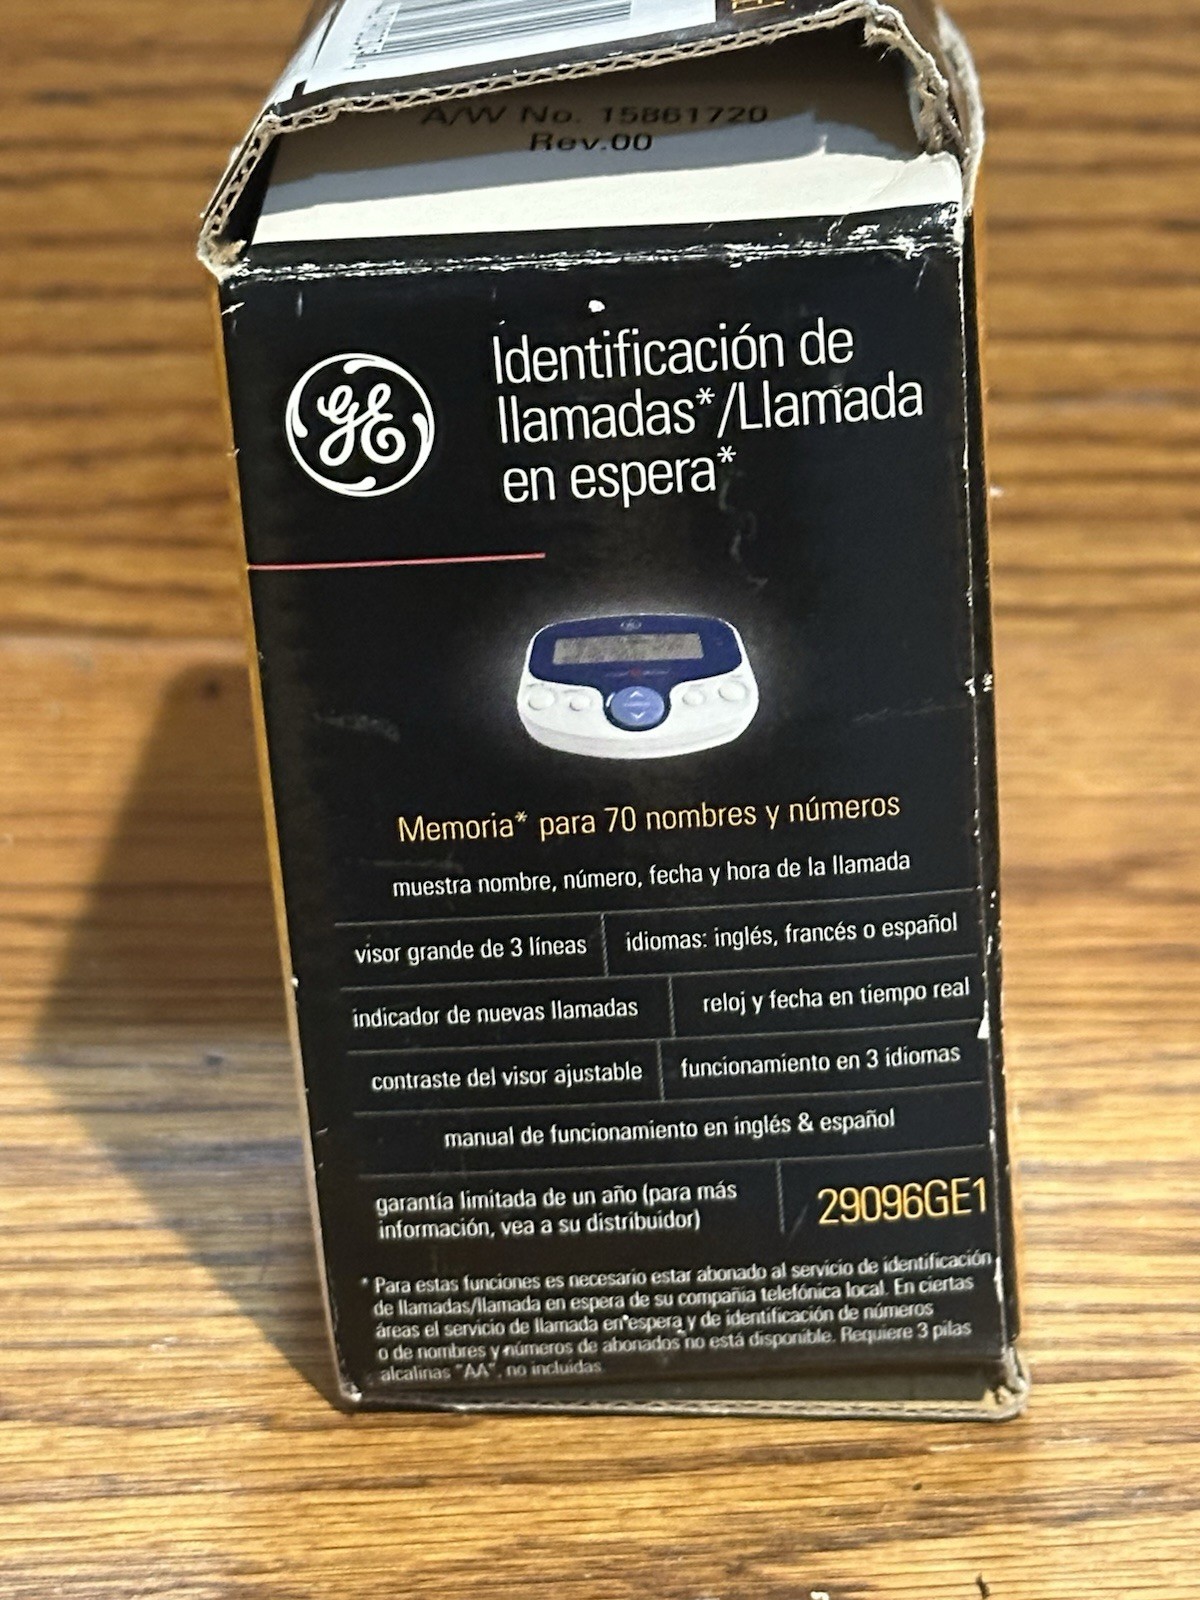 A/W No. 15861720
Rev.00
GE
Identificación de
llamadas*/Llamada
en espera*
Memoria* para 70 nombres y números
muestra nombre, número, fecha y hora de la llamada
visor grande de 3 líneas
idiomas: inglés, francés o español
indicador de nuevas llamadas
reloj y fecha en tiempo real
contraste del visor ajustable
funcionamiento en 3 idiomas
manual de funcionamiento en inglés & español
garantía limitada de un año (para más
información, vea a su distribuidor)
29096GE1
* Para estas funciones es necesario estar abonado al servicio de identificación
de llamadas/llamada en espera de su compañia telefónica local. En ciertas
áreas el servicio de llamada en espera y de identificación de números
o de nombres y números de abonados no está disponible. Requiere 3 pilas
alcalinas "AA", no incluidas